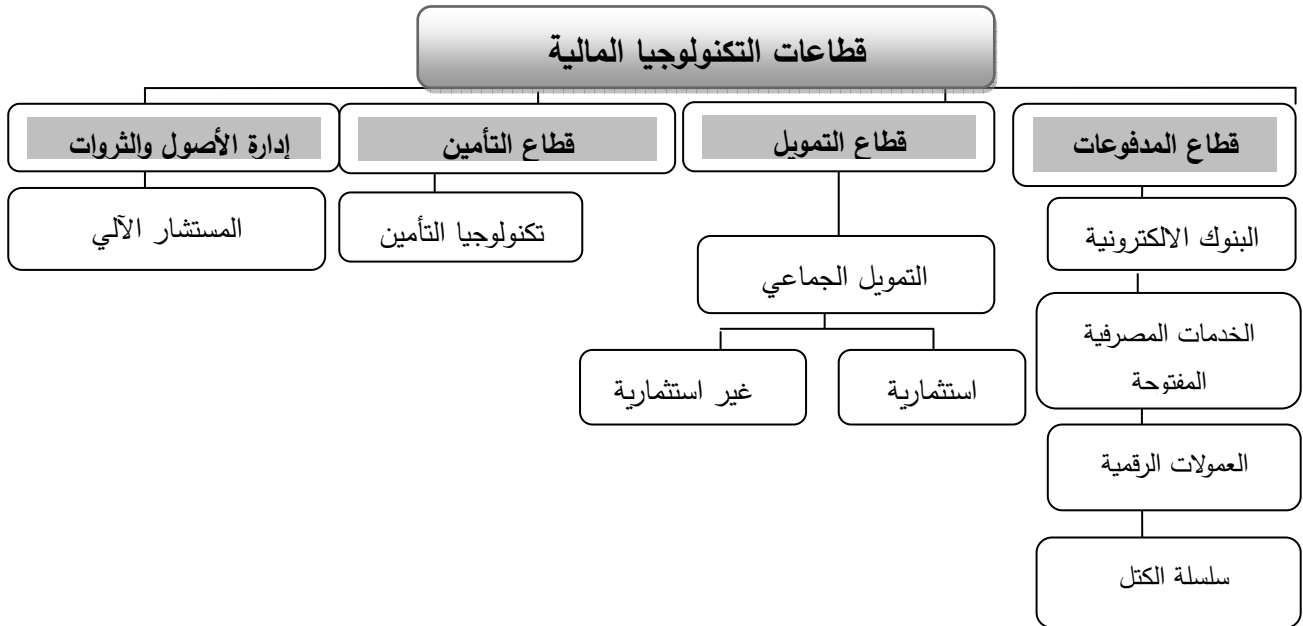 قطاعات التكنولوجيا المالية
قطاع المدفوعات
قطاع التمويل
قطاع التأمين
إدارة الأصول والثروات
البنوك الالكترونية
الخدمات المصرفية
المفتوحة
العمولات الرقمية
سلسلة الكتل
التمويل الجماعي
استثمارية
غير استثمارية
تكنولوجيا التأمين
المستشار الآلي